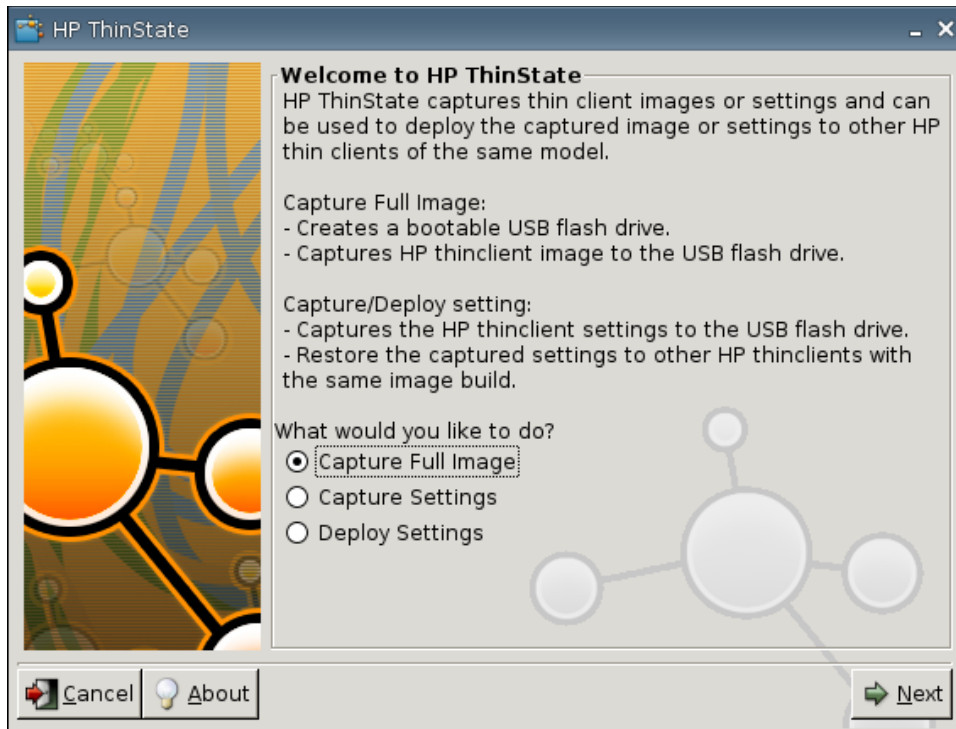 HP ThinState
Welcome to HP ThinState
HP ThinState captures thin client images or settings and can
be used to deploy the captured image or settings to other HP
thin clients of the same model.
Capture Full Image:
- Creates a bootable USB flash drive.
- Captures HP thinclient image to the USB flash drive.
Capture/Deploy setting:
- Captures the HP thinclient settings to the USB flash drive.
- Restore the captured settings to other HP thinclients with
the same image build.
What would you like to do?
Capture Full Image
Capture Settings
Deploy Settings
Cancel About Next